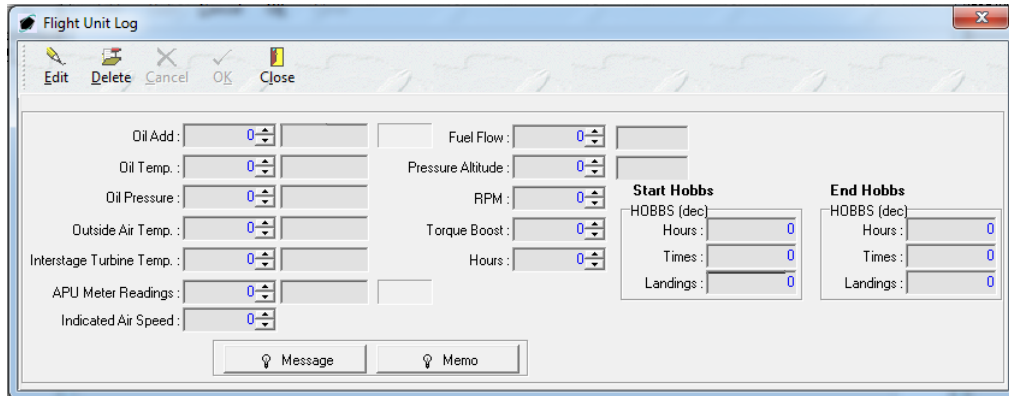 Flight Unit Log
Edit Delete Cancel OK Close
Oil Add : 0 Fuel Flow : 0
Oil Temp. : 0 Pressure Altitude : 0
Oil Pressure : 0 RPM : 0 Start Hobbs End Hobbs
HOBBS (dec) HOBBS (dec)
Outside Air Temp. : 0 Torque Boost : 0 Hours : 0 Hours : 0
Interstage Turbine Temp. : 0 Hours : 0 Times : 0 Times : 0
APU Meter Readings : 0 Landings : 0 Landings : 0
Indicated Air Speed : 0
Message Memo